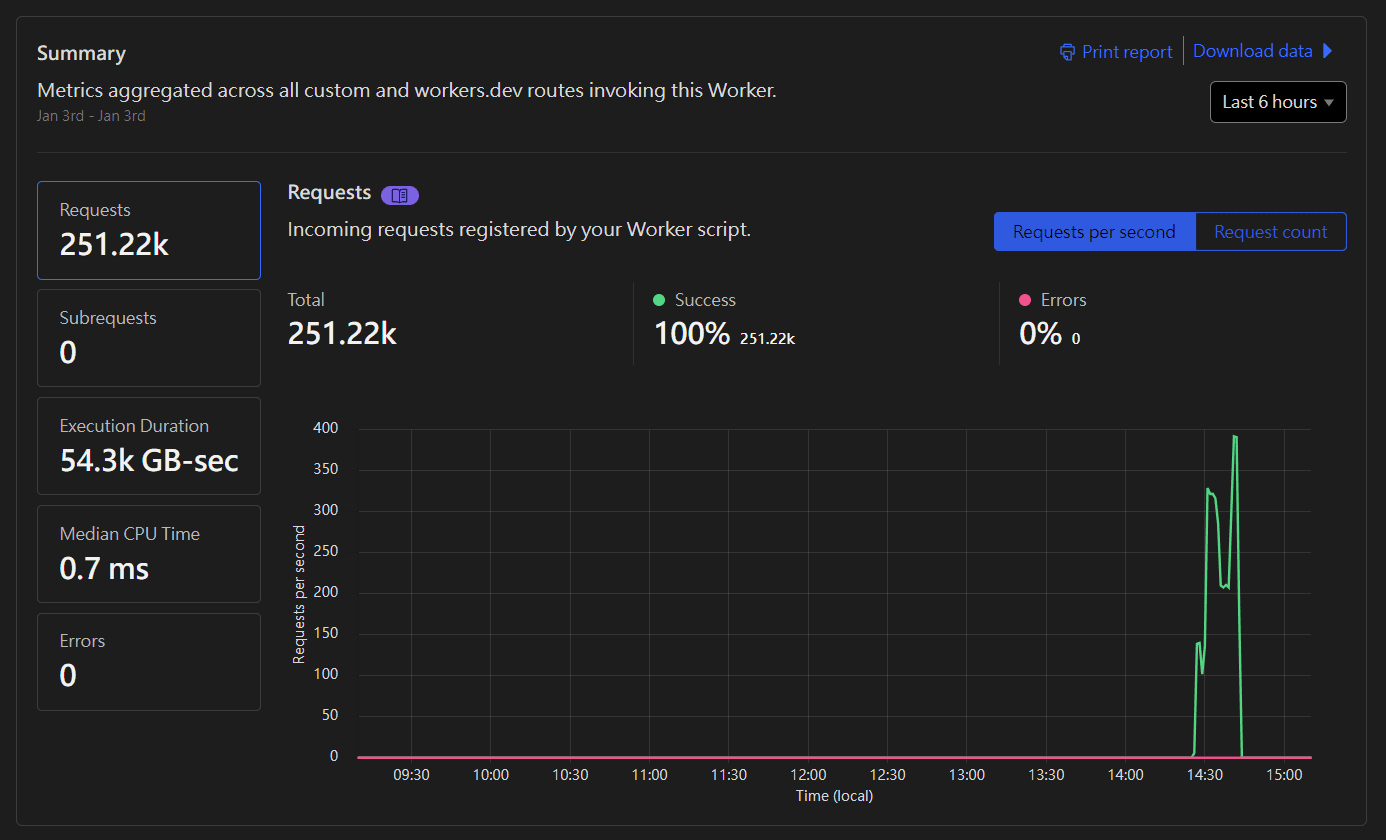 Summary
Print report
Download data
Metrics aggregated across all custom and workers.dev routes invoking this Worker.
Jan 3rd - Jan 3rd
Last 6 hours
Requests
251.22k
Subrequests
0
Execution Duration
54.3k GB-sec
Median CPU Time
0.7 ms
Errors
0
Requests
Incoming requests registered by your Worker script.
Requests per second
Request count
Total
251.22k
Success
100% 251.22k
Errors
0% 0
400
350
300
250
200
150
100
50
0
Requests per second
09:30 10:00 10:30 11:00 11:30 12:00 12:30 13:00 13:30 14:00 14:30 15:00
Time (local)